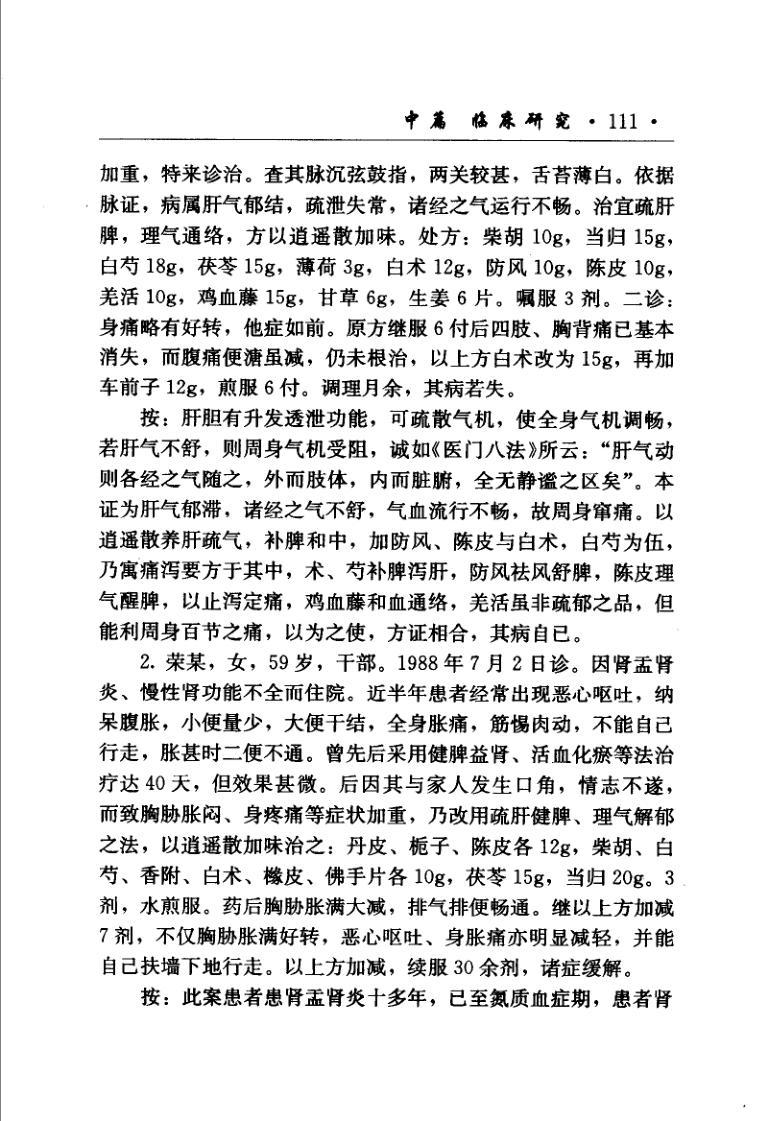 中篇 临床研究 · 111 ·
加重，特来诊治。查其脉沉弦鼓指，两关较甚，舌苔薄白。依据
脉证，病属肝气郁结，疏泄失常，诸经之气运行不畅。治宜疏肝
脾，理气通络，方以逍遥散加味。处方：柴胡 10g，当归 15g，
白芍 18g，茯苓 15g，薄荷 3g，白术 12g，防风 10g，陈皮 10g，
羌活 10g，鸡血藤 15g，甘草 6g，生姜 6 片。嘱服 3 剂。二诊：
身痛略有好转，他症如前。原方继服 6 付后四肢、胸背痛已基本
消失，而腹痛便溏虽减，仍未根治，以上方白术改为 15g，再加
车前子 12g，煎服 6 付。调理月余，其病若失。
按：肝胆有升发透泄功能，可疏散气机，使全身气机调畅，
若肝气不舒，则周身气机受阻，诚如《医门八法》所云：“肝气动
则各经之气随之，外而肢体，内而脏腑，全无静谧之区矣”。本
证为肝气郁滞，诸经之气不舒，气血流行不畅，故周身窜痛。以
逍遥散养肝疏气，补脾和中，加防风、陈皮与白术，白芍为伍，
乃寓痛泻要方于其中，术、芍补脾泻肝，防风祛风舒脾，陈皮理
气醒脾，以止泻定痛，鸡血藤和血通络，羌活虽非疏郁之品，但
能利周身百节之痛，以为之使，方证相合，其病自已。
2. 荣某，女，59 岁，干部。1988 年 7 月 2 日诊。因肾盂肾
炎、慢性肾功能不全而住院。近半年患者经常出现恶心呕吐，纳
呆腹胀，小便量少，大便干结，全身胀痛，筋惕肉动，不能自己
行走，胀甚时二便不通。曾先后采用健脾益肾、活血化瘀等法治
疗达 40 天，但效果甚微。后因其与家人发生口角，情志不遂，
而致胸胁胀闷、身疼痛等症状加重，乃改用疏肝健脾、理气解郁
之法，以逍遥散加味治之：丹皮、栀子、陈皮各 12g，柴胡、白
芍、香附、白术、橼皮、佛手片各 10g，茯苓 15g，当归 20g。3
剂，水煎服。药后胸胁胀满大减，排气排便畅通。继以上方加减
7 剂，不仅胸胁胀满好转，恶心呕吐、身胀痛亦明显减轻，并能
自己扶墙下地行走。以上方加减，续服 30 余剂，诸症缓解。
按：此案患者患肾盂肾炎十多年，已至氮质血症期，患者肾